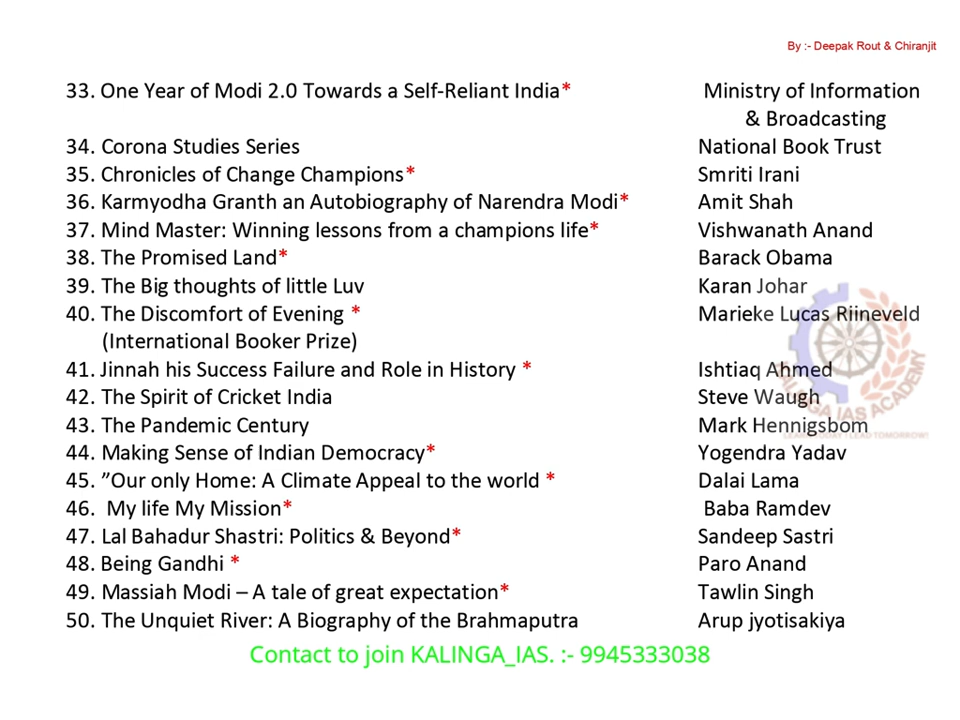 By :- Deepak Rout & Chiranjit
33. One Year of Modi 2.0 Towards a Self-Reliant India* Ministry of Information
& Broadcasting
34. Corona Studies Series National Book Trust
35. Chronicles of Change Champions* Smriti Irani
36. Karmyodha Granth an Autobiography of Narendra Modi* Amit Shah
37. Mind Master: Winning lessons from a champions life* Vishwanath Anand
38. The Promised Land* Barack Obama
39. The Big thoughts of little Luv Karan Johar
40. The Discomfort of Evening * Marieke Lucas Riineveld
(International Booker Prize)
41. Jinnah his Success Failure and Role in History * Ishtiaq Ahmed
42. The Spirit of Cricket India Steve Waugh
43. The Pandemic Century Mark Hennigsbom
44. Making Sense of Indian Democracy* Yogendra Yadav
45. ”Our only Home: A Climate Appeal to the world * Dalai Lama
46. My life My Mission* Baba Ramdev
47. Lal Bahadur Shastri: Politics & Beyond* Sandeep Sastri
48. Being Gandhi * Paro Anand
49. Massiah Modi – A tale of great expectation* Tawlin Singh
50. The Unquiet River: A Biography of the Brahmaputra Arup jyotisakiya
KALINGA IAS ACADEMY
LEARN TODAY ! LEAD TOMORROW!
Contact to join KALINGA_IAS. :- 9945333038